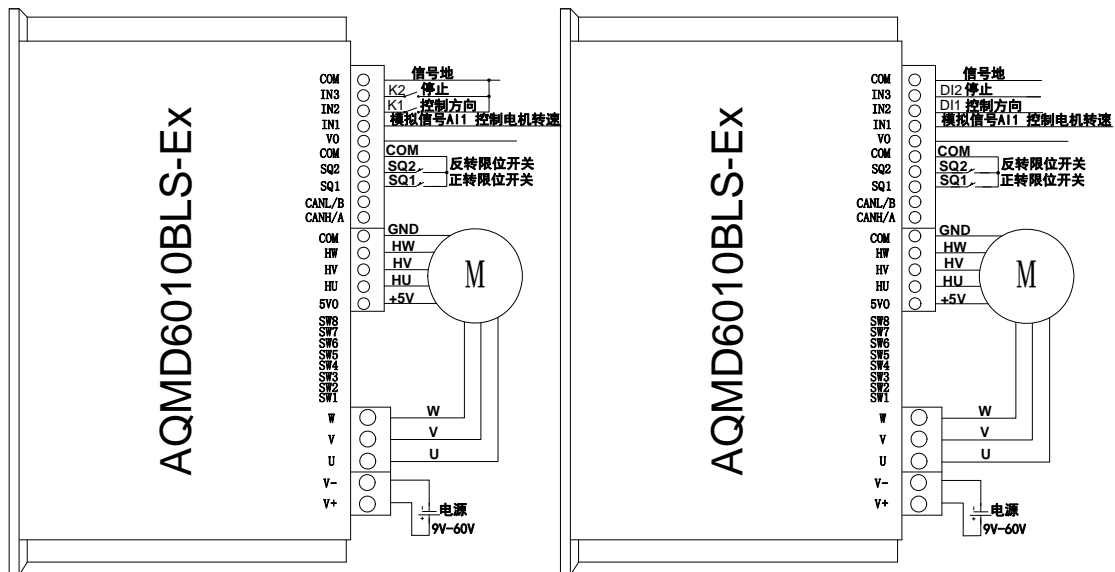 AQMD6010BLS-Ex
COM 信号地
IN3 K2 停止
IN2 K1 控制方向
IN1 模拟信号AI1 控制电机转速
VO
COM COM
SQ2 SQ2 反转限位开关
SQ1 SQ1 正转限位开关
CANL/B
CANH/A
COM GND
HW HW
HV HV
HU HU
5VO +5V
M
SW8
SW7
SW6
SW5
SW4
SW3
SW2
SW1
W W
V V
U U
V-
V+
电源
9V-60V
AQMD6010BLS-Ex
COM 信号地
IN3 DI2 停止
IN2 DI1 控制方向
IN1 模拟信号AI1 控制电机转速
VO
COM COM
SQ2 SQ2 反转限位开关
SQ1 SQ1 正转限位开关
CANL/B
CANH/A
COM GND
HW HW
HV HV
HU HU
5VO +5V
M
SW8
SW7
SW6
SW5
SW4
SW3
SW2
SW1
W W
V V
U U
V-
V+
电源
9V-60V